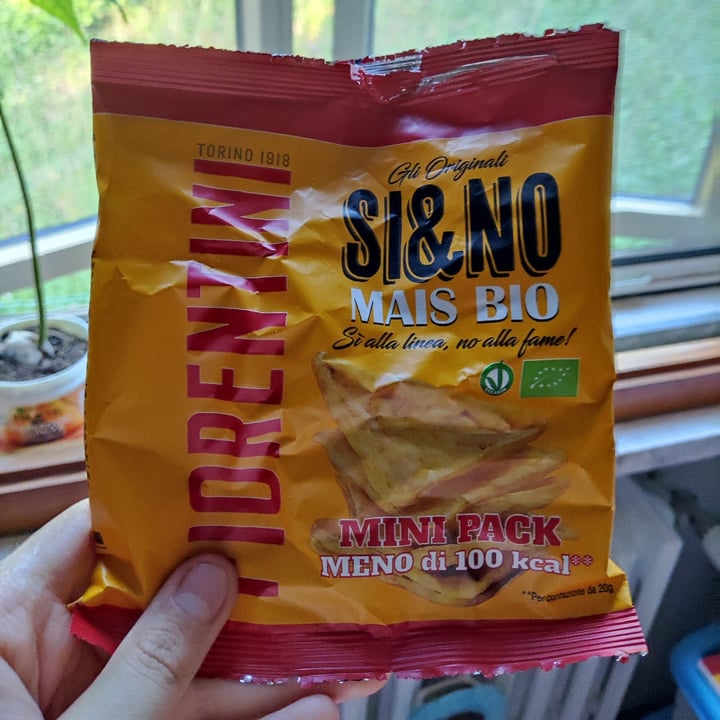 TORINO 1918
FIORENTINI
Gli Originali
SI&NO
MAIS BIO
Sì alla linea, no alla fame!
MINI PACK
MENO di 100 kcal**
**Per confezione da 20g